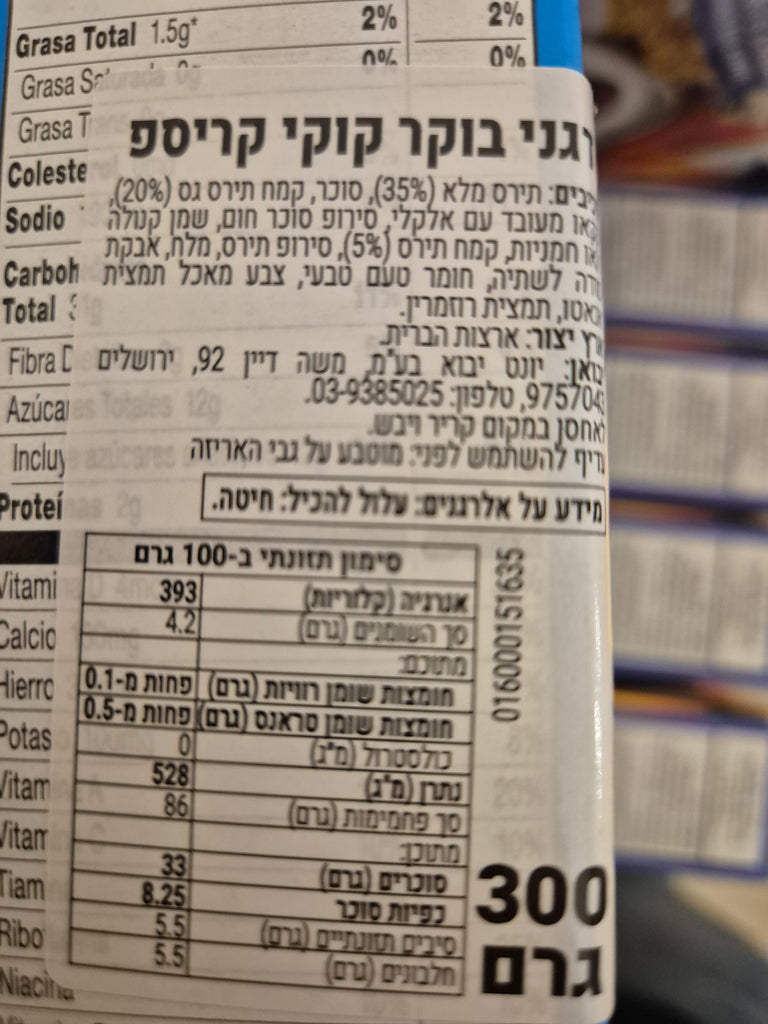 Grasa Total 1.5g* 2% 2%
Grasa Saturada 0g 0% 0%
Grasa T
Coleste
Sodio
Carboh
Total
Fibra D
Azúcares Totales 12g
Incluy azúcares
Proteínas 2g
Vitami D
Calcio
Hierro
Potas
Vitam A
Vitam C
Tiam
Ribo
Niacina
דגני בוקר קוקי קריספ
רכיבים: תירס מלא (35%), סוכר, קמח תירס גס (20%),
קקאו מעובד עם אלקלי, סירופ סוכר חום, שמן קנולה
או חמניות, קמח תירס (5%), סירופ תירס, מלח, אבקת
סודה לשתיה, חומר טעם טבעי, צבע מאכל תמצית
אנאטו, תמצית רוזמרין.
ארץ יצור: ארצות הברית.
יבואן: יונט יבוא בע"מ, משה דיין 92, ירושלים
9757043, טלפון: 03-9385025.
לאחסן במקום קריר ויבש.
עדיף להשתמש לפני: מוטבע על גבי האריזה
מידע על אלרגנים: עלול להכיל: חיטה.
סימון תזונתי ב-100 גרם
אנרגיה (קלוריות) 393
סך השומנים (גרם) 4.2
מתוכם:
חומצות שומן רוויות (גרם) פחות מ-0.1
חומצות שומן טראנס (גרם) פחות מ-0.5
כולסטרול (מ"ג) 0
נתרן (מ"ג) 528
סך פחמימות (גרם) 86
מתוכן:
סוכרים (גרם) 33
כפיות סוכר 8.25
סיבים תזונתיים (גרם) 5.5
חלבונים (גרם) 5.5
016000151635
300
גרם